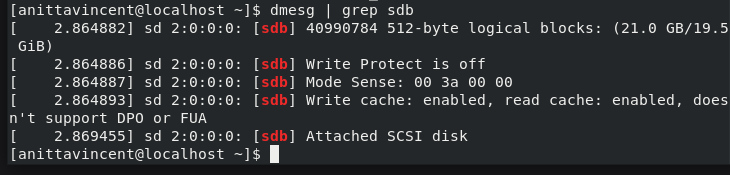 [anittavincent@localhost ~]$ dmesg | grep sdb
[    2.864882] sd 2:0:0:0: [sdb] 40990784 512-byte logical blocks: (21.0 GB/19.5
 GiB)
[    2.864886] sd 2:0:0:0: [sdb] Write Protect is off
[    2.864887] sd 2:0:0:0: [sdb] Mode Sense: 00 3a 00 00
[    2.864893] sd 2:0:0:0: [sdb] Write cache: enabled, read cache: enabled, does
n't support DPO or FUA
[    2.869455] sd 2:0:0:0: [sdb] Attached SCSI disk
[anittavincent@localhost ~]$